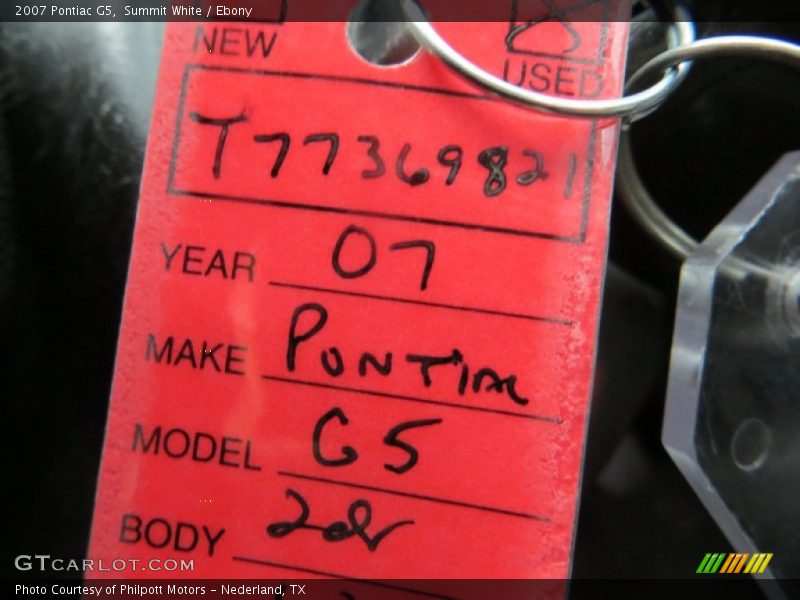 2007 Pontiac G5, Summit White / Ebony
NEW USED
T77369821
YEAR 07
MAKE PONTIAC
MODEL G5
BODY 2dr
GTCARLOT.COM
Photo Courtesy of Philpott Motors - Nederland, TX